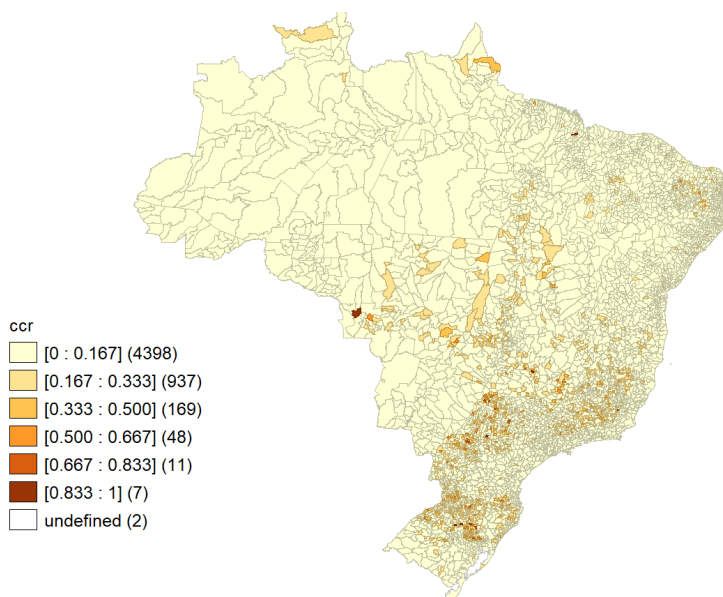 ccr
[0 : 0.167] (4398)
[0.167 : 0.333] (937)
[0.333 : 0.500] (169)
[0.500 : 0.667] (48)
[0.667 : 0.833] (11)
[0.833 : 1] (7)
undefined (2)